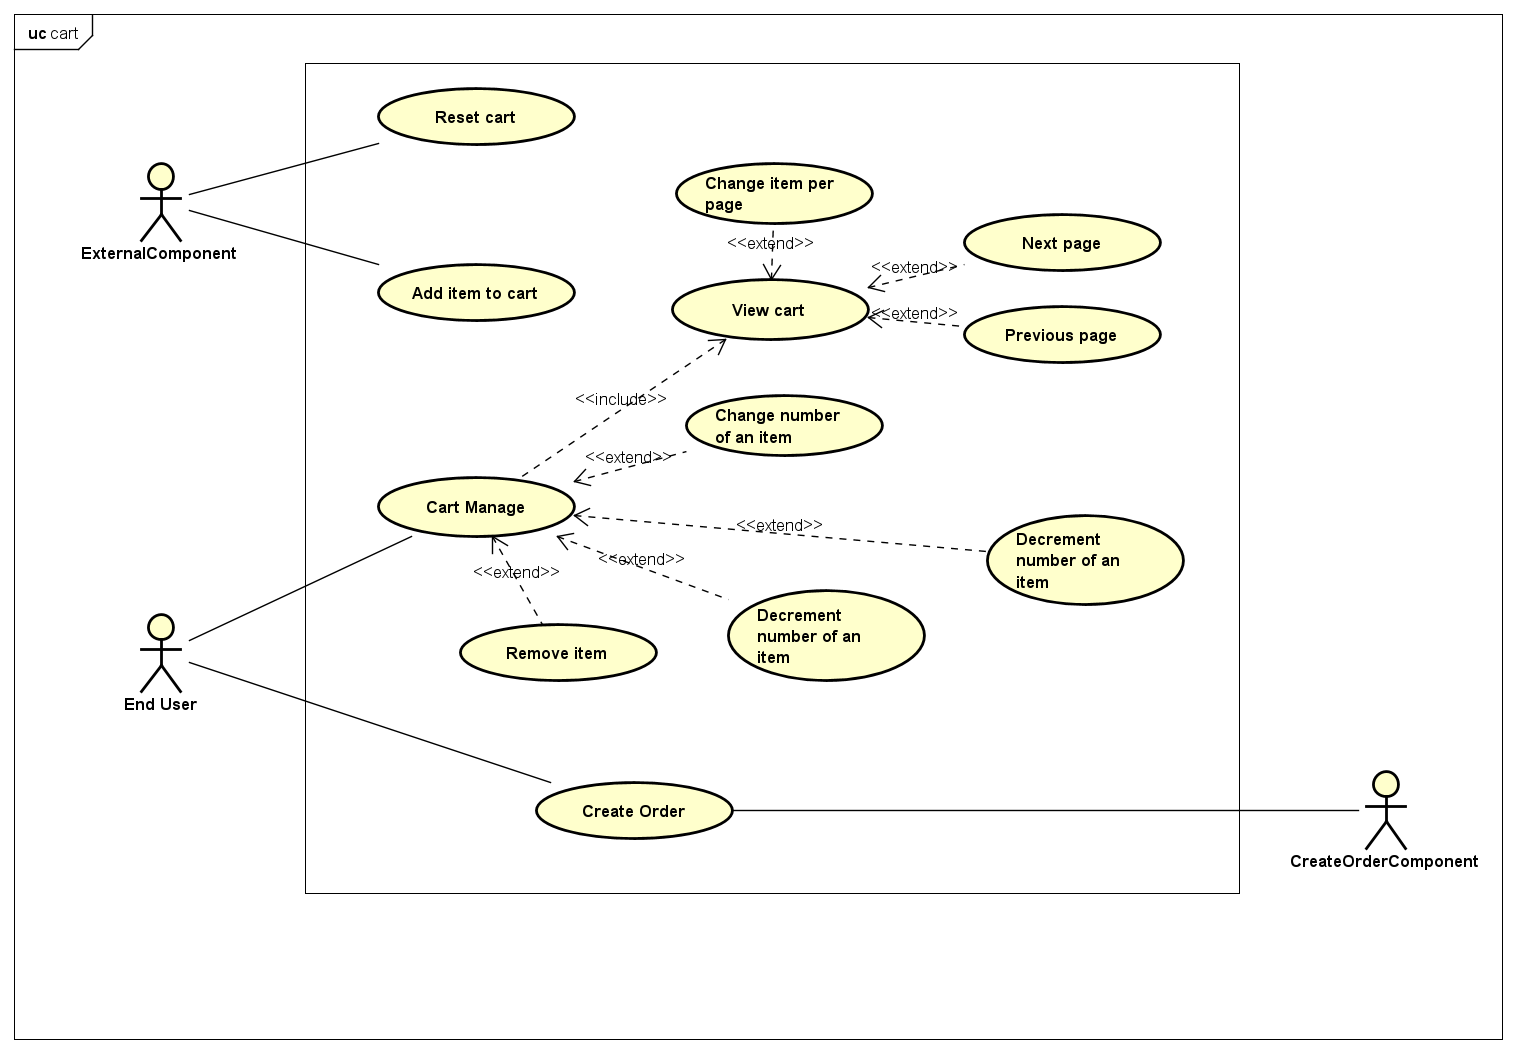 uc cart
Reset cart
ExternalComponent
Add item to cart
Change item per
page
<<extend>>
Next page
<<extend>>
View cart
<<extend>>
Previous page
<<include>>
Change number
of an item
<<extend>>
Cart Manage
<<extend>>
Decrement
number of an
item
<<extend>>
<<extend>>
Decrement
number of an
item
Remove item
End User
Create Order
CreateOrderComponent